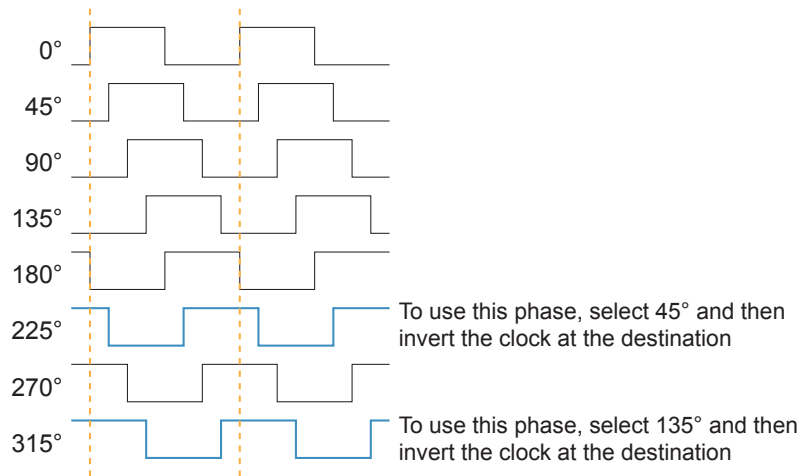 0°
45°
90°
135°
180°
225°
To use this phase, select 45° and then
invert the clock at the destination
270°
315°
To use this phase, select 135° and then
invert the clock at the destination